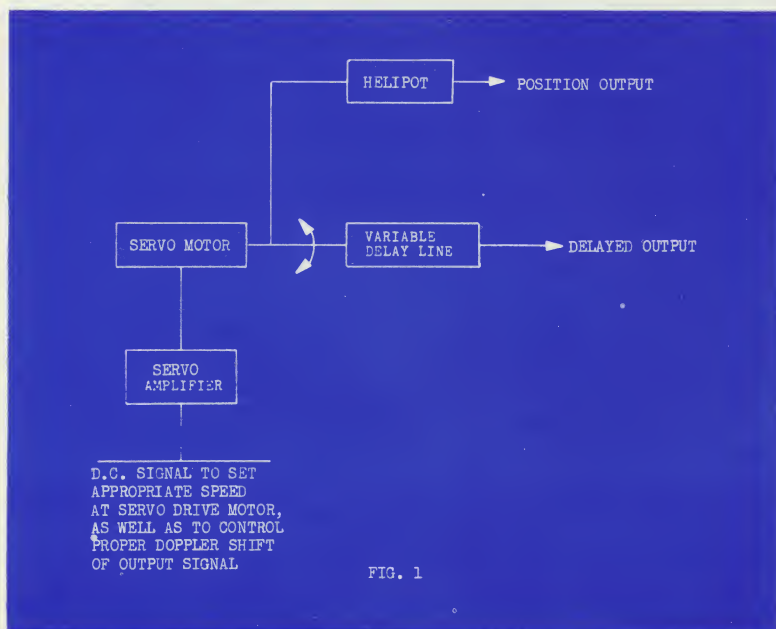 HELIPOT
POSITION OUTPUT
SERVO MOTOR
VARIABLE
DELAY LINE
DELAYED OUTPUT
SERVO
AMPLIFIER
D.C. SIGNAL TO SET
APPROPRIATE SPEED
AT SERVO DRIVE MOTOR,
AS WELL AS TO CONTROL
PROPER DOPPLER SHIFT
OF OUTPUT SIGNAL
FIG. 1